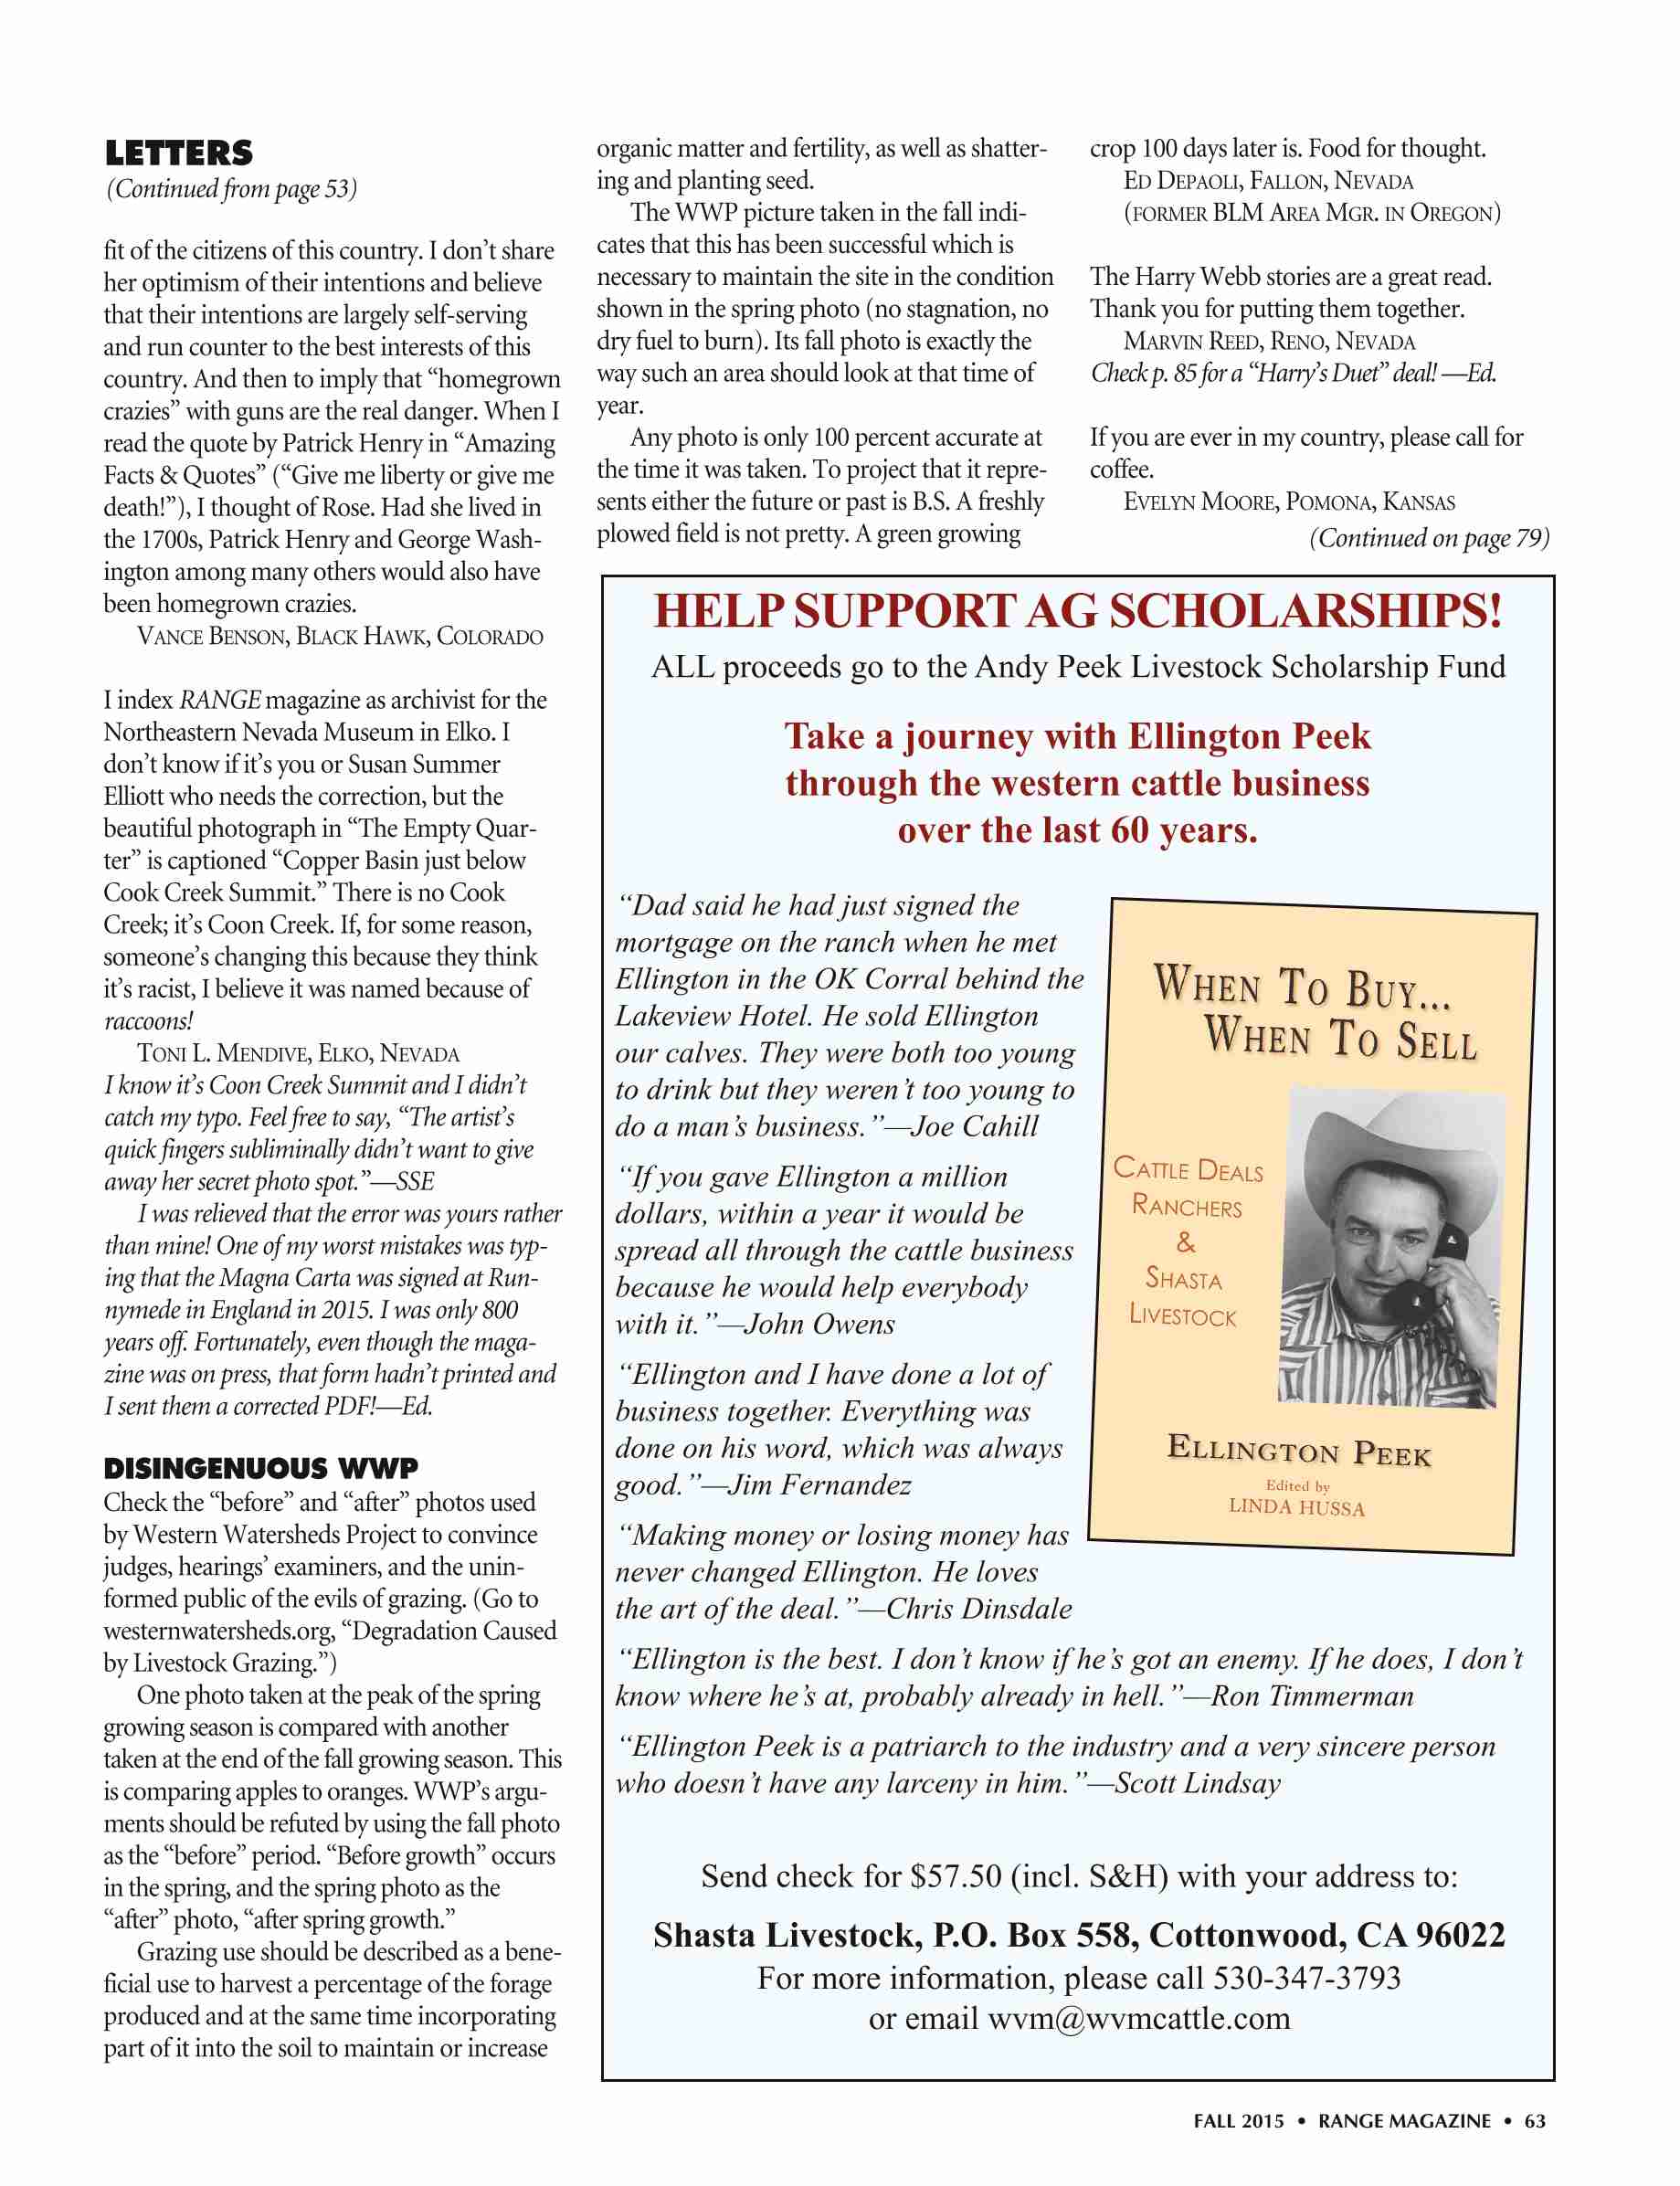 LETTERS
(Continued from page 53)
fit of the citizens of this country. I don’t share
her optimism of their intentions and believe
that their intentions are largely self-serving
and run counter to the best interests of this
country. And then to imply that “homegrown
crazies” with guns are the real danger. When I
read the quote by Patrick Henry in “Amazing
Facts & Quotes” (“Give me liberty or give me
death!”), I thought of Rose. Had she lived in
the 1700s, Patrick Henry and George Wash-
ington among many others would also have
been homegrown crazies.
VANCE BENSON, BLACK HAWK, COLORADO
I index RANGE magazine as archivist for the
Northeastern Nevada Museum in Elko. I
don’t know if it’s you or Susan Summer
Elliott who needs the correction, but the
beautiful photograph in “The Empty Quar-
ter” is captioned “Copper Basin just below
Cook Creek Summit.” There is no Cook
Creek; it’s Coon Creek. If, for some reason,
someone’s changing this because they think
it’s racist, I believe it was named because of
raccoons!
TONI L. MENDIVE, ELKO, NEVADA
I know it’s Coon Creek Summit and I didn’t
catch my typo. Feel free to say, “The artist’s
quick fingers subliminally didn’t want to give
away her secret photo spot.”—SSE
I was relieved that the error was yours rather
than mine! One of my worst mistakes was typ-
ing that the Magna Carta was signed at Run-
nymede in England in 2015. I was only 800
years off. Fortunately, even though the maga-
zine was on press, that form hadn’t printed and
I sent them a corrected PDF!—Ed.
DISINGENUOUS WWP
Check the “before” and “after” photos used
by Western Watersheds Project to convince
judges, hearings’ examiners, and the unin-
formed public of the evils of grazing. (Go to
westernwatersheds.org, “Degradation Caused
by Livestock Grazing.”)
One photo taken at the peak of the spring
growing season is compared with another
taken at the end of the fall growing season. This
is comparing apples to oranges. WWP’s argu-
ments should be refuted by using the fall photo
as the “before” period. “Before growth” occurs
in the spring, and the spring photo as the
“after” photo, “after spring growth.”
Grazing use should be described as a bene-
ficial use to harvest a percentage of the forage
produced and at the same time incorporating
part of it into the soil to maintain or increase
organic matter and fertility, as well as shatter-
ing and planting seed.
The WWP picture taken in the fall indi-
cates that this has been successful which is
necessary to maintain the site in the condition
shown in the spring photo (no stagnation, no
dry fuel to burn). Its fall photo is exactly the
way such an area should look at that time of
year.
Any photo is only 100 percent accurate at
the time it was taken. To project that it repre-
sents either the future or past is B.S. A freshly
plowed field is not pretty. A green growing
crop 100 days later is. Food for thought.
ED DEPAOLI, FALLON, NEVADA
(FORMER BLM AREA MGR. IN OREGON)
The Harry Webb stories are a great read.
Thank you for putting them together.
MARVIN REED, RENO, NEVADA
Check p. 85 for a “Harry’s Duet” deal! —Ed.
If you are ever in my country, please call for
coffee.
EVELYN MOORE, POMONA, KANSAS
(Continued on page 79)
HELP SUPPORT AG SCHOLARSHIPS!
ALL proceeds go to the Andy Peek Livestock Scholarship Fund
Take a journey with Ellington Peek
through the western cattle business
over the last 60 years.
“Dad said he had just signed the
mortgage on the ranch when he met
Ellington in the OK Corral behind the
Lakeview Hotel. He sold Ellington
our calves. They were both too young
to drink but they weren’t too young to
do a man’s business.”—Joe Cahill
“If you gave Ellington a million
dollars, within a year it would be
spread all through the cattle business
because he would help everybody
with it.”—John Owens
“Ellington and I have done a lot of
business together. Everything was
done on his word, which was always
good.”—Jim Fernandez
“Making money or losing money has
never changed Ellington. He loves
the art of the deal.”—Chris Dinsdale
“Ellington is the best. I don’t know if he’s got an enemy. If he does, I don’t
know where he’s at, probably already in hell.”—Ron Timmerman
“Ellington Peek is a patriarch to the industry and a very sincere person
who doesn’t have any larceny in him.”—Scott Lindsay
WHEN TO BUY...
WHEN TO SELL
CATTLE DEALS
RANCHERS
&
SHASTA
LIVESTOCK
ELLINGTON PEEK
Edited by
LINDA HUSSA
Send check for $57.50 (incl. S&H) with your address to:
Shasta Livestock, P.O. Box 558, Cottonwood, CA 96022
For more information, please call 530-347-3793
or email wvm@wvmcattle.com
FALL 2015 • RANGE MAGAZINE • 63